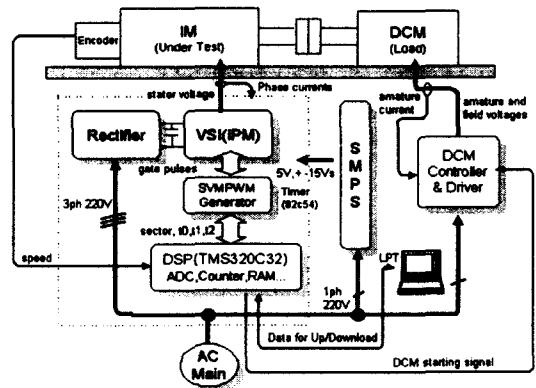 Encoder
IM
(Under Test)
DCM
(Load)
stator voltage
Phase currents
amature
current
amature and
field voltages
Rectifier
VSI(IPM)
SMPS
DCM
Controller
& Driver
5V,+ -15Vs
gate pulses
SVMPWM
Generator
Timer
(82c54)
3ph 220V
sector, t0,t1, t2
speed
DSP(TMS320C32)
ADC,Counter,RAM...
LPT
1ph
220V
Data for Up/Download
AC
Main
DCM starting signal